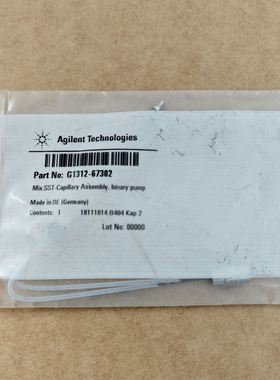 Agilent Technologies
Part No: G1312-67302
Mix.SST-Capillary Assembly, binary pump
Made in DE (Germany)
Contents: 1 18111014 B404 Kap 2
Lot No: 00000